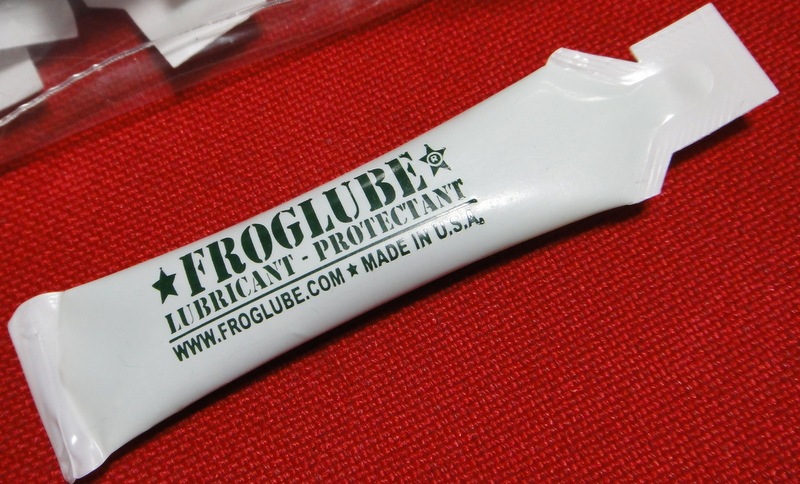 ★FROGLUBE®
LUBRICANT - PROTECTANT
WWW.FROGLUBE.COM ★ MADE IN U.S.A.